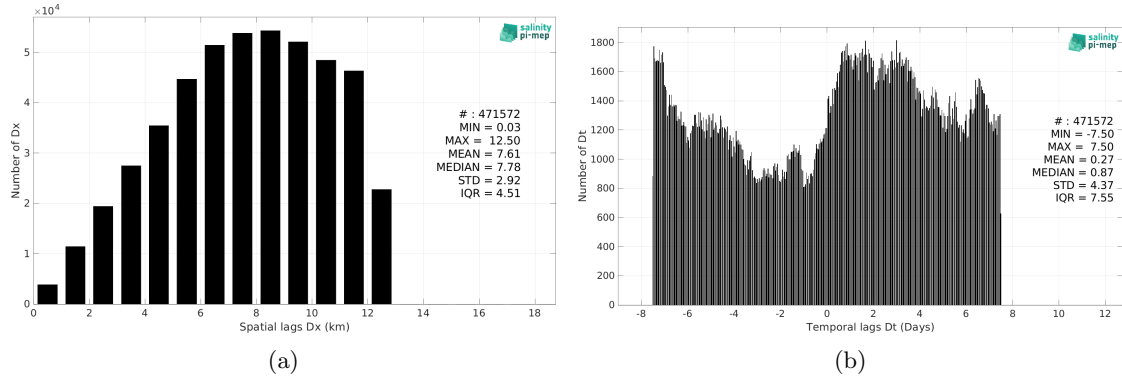 ×10⁴
5
4
3
2
1
0
Number of Dx
0 2 4 6 8 10 12 14 16 18
Spatial lags Dx (km)
salinity
pi-mep
# : 471572
MIN = 0.03
MAX = 12.50
MEAN = 7.61
MEDIAN = 7.78
STD = 2.92
IQR = 4.51
(a)
1800
1600
1400
1200
1000
800
600
400
200
0
Number of Dt
-8 -6 -4 -2 0 2 4 6 8 10 12
Temporal lags Dt (Days)
salinity
pi-mep
# : 471572
MIN = -7.50
MAX = 7.50
MEAN = 0.27
MEDIAN = 0.87
STD = 4.37
IQR = 7.55
(b)